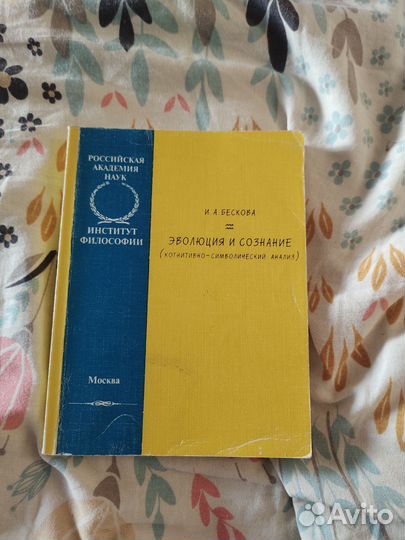 РОССИЙСКАЯ
АКАДЕМИЯ
НАУК
ИНСТИТУТ
ФИЛОСОФИИ
Москва
И.А.БЕСКОВА
ЭВОЛЮЦИЯ И СОЗНАНИЕ
(КОГНИТИВНО-СИМВОЛИЧЕСКИЙ АНАЛИЗ)
Avito